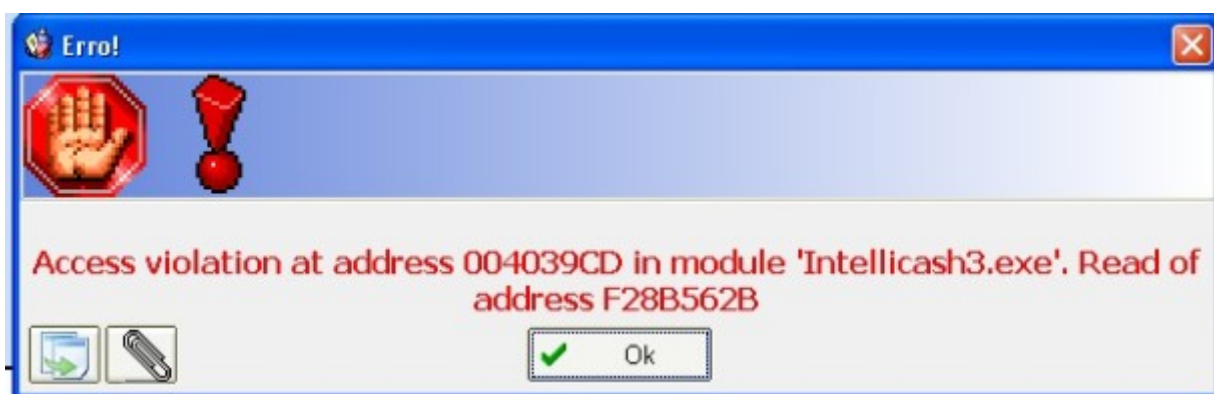 Erro!
Access violation at address 004039CD in module 'Intellicash3.exe'. Read of
address F28B562B
Ok